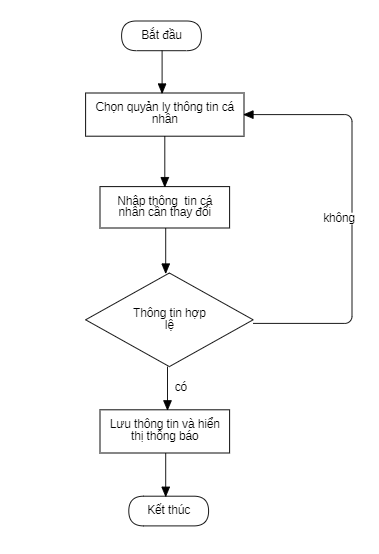 Bắt đầu
Chọn quyản lý thông tin cá
nhân
Nhập thông tin cá
nhân cần thay đổi
không
Thông tin hợp
lệ
có
Lưu thông tin và hiển
thị thông báo
Kết thúc